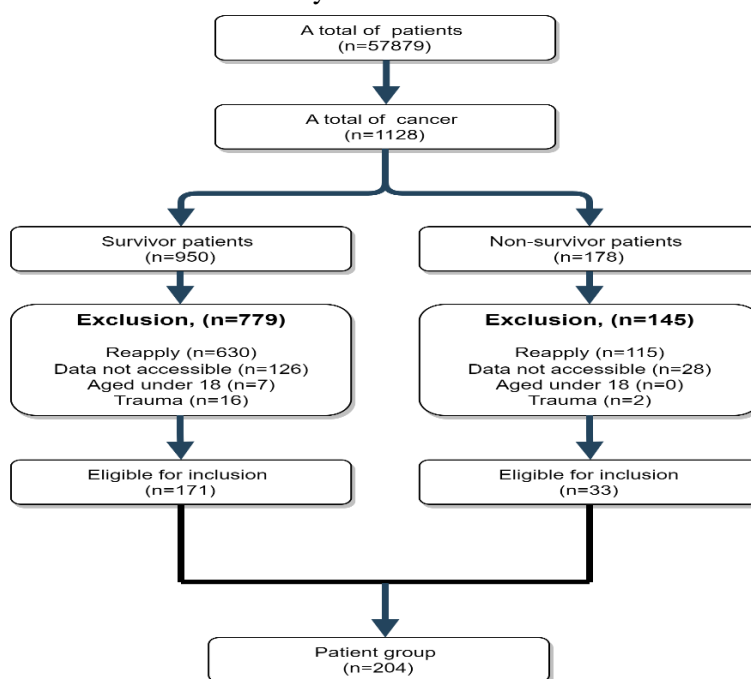 A total of patients
(n=57879)
A total of cancer
(n=1128)
Survivor patients
(n=950)
Non-survivor patients
(n=178)
Exclusion, (n=779)
Reapply (n=630)
Data not accessible (n=126)
Aged under 18 (n=7)
Trauma (n=16)
Exclusion, (n=145)
Reapply (n=115)
Data not accessible (n=28)
Aged under 18 (n=0)
Trauma (n=2)
Eligible for inclusion
(n=171)
Eligible for inclusion
(n=33)
Patient group
(n=204)